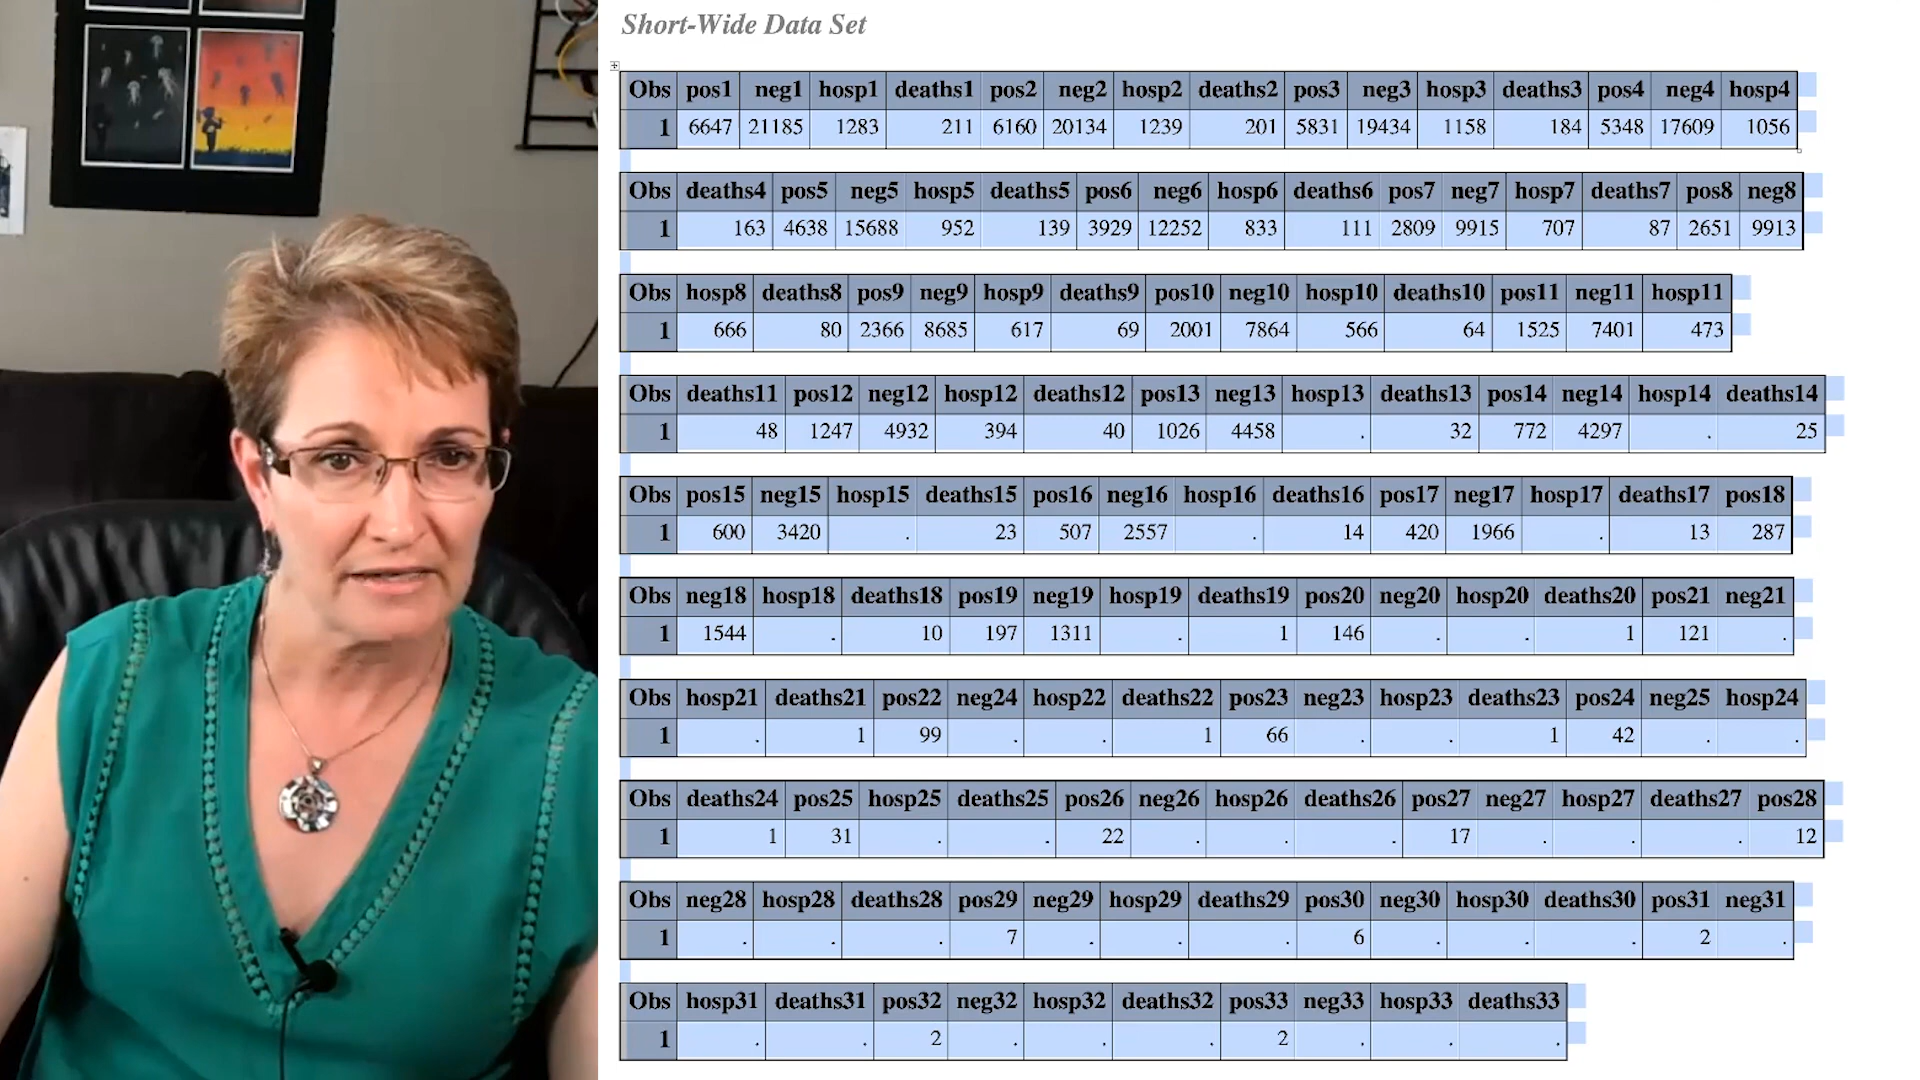 Short-Wide Data Set
Obs pos1 neg1 hosp1 deaths1 pos2 neg2 hosp2 deaths2 pos3 neg3 hosp3 deaths3 pos4 neg4 hosp4
1 6647 21185 1283 211 6160 20134 1239 201 5831 19434 1158 184 5348 17609 1056
Obs deaths4 pos5 neg5 hosp5 deaths5 pos6 neg6 hosp6 deaths6 pos7 neg7 hosp7 deaths7 pos8 neg8
1 163 4638 15688 952 139 3929 12252 833 111 2809 9915 707 87 2651 9913
Obs hosp8 deaths8 pos9 neg9 hosp9 deaths9 pos10 neg10 hosp10 deaths10 pos11 neg11 hosp11
1 666 80 2366 8685 617 69 2001 7864 566 64 1525 7401 473
Obs deaths11 pos12 neg12 hosp12 deaths12 pos13 neg13 hosp13 deaths13 pos14 neg14 hosp14 deaths14
1 48 1247 4932 394 40 1026 4458 . 32 772 4297 . 25
Obs pos15 neg15 hosp15 deaths15 pos16 neg16 hosp16 deaths16 pos17 neg17 hosp17 deaths17 pos18
1 600 3420 . 23 507 2557 . 14 420 1966 . 13 287
Obs neg18 hosp18 deaths18 pos19 neg19 hosp19 deaths19 pos20 neg20 hosp20 deaths20 pos21 neg21
1 1544 . 10 197 1311 . 1 146 . . 1 121 .
Obs hosp21 deaths21 pos22 neg24 hosp22 deaths22 pos23 neg23 hosp23 deaths23 pos24 neg25 hosp24
1 . 1 99 . . 1 66 . . 1 42 . .
Obs deaths24 pos25 hosp25 deaths25 pos26 neg26 hosp26 deaths26 pos27 neg27 hosp27 deaths27 pos28
1 1 31 . . 22 . . . 17 . . . 12
Obs neg28 hosp28 deaths28 pos29 neg29 hosp29 deaths29 pos30 neg30 hosp30 deaths30 pos31 neg31
1 . . . 7 . . . 6 . . . 2 .
Obs hosp31 deaths31 pos32 neg32 hosp32 deaths32 pos33 neg33 hosp33 deaths33
1 . . 2 . . . 2 . . .